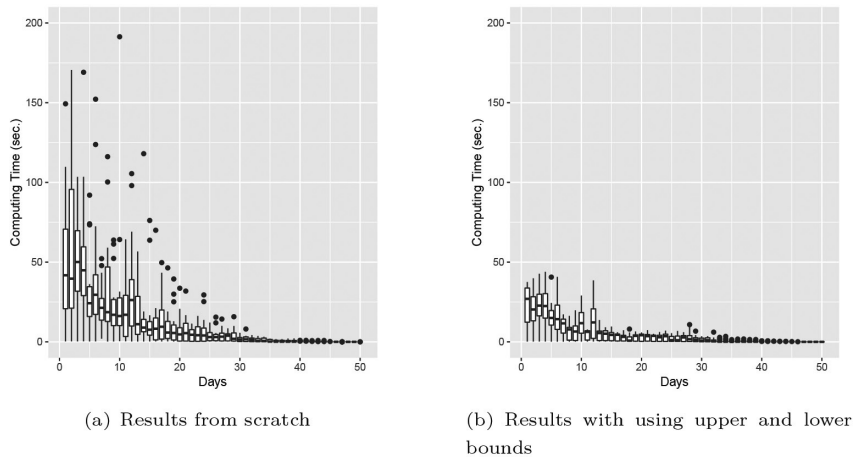 200
150
100
50
0
Computing Time (sec.)
0 10 20 30 40 50
Days
(a) Results from scratch
200
150
100
50
0
Computing Time (sec.)
0 10 20 30 40 50
Days
(b) Results with using upper and lower
bounds